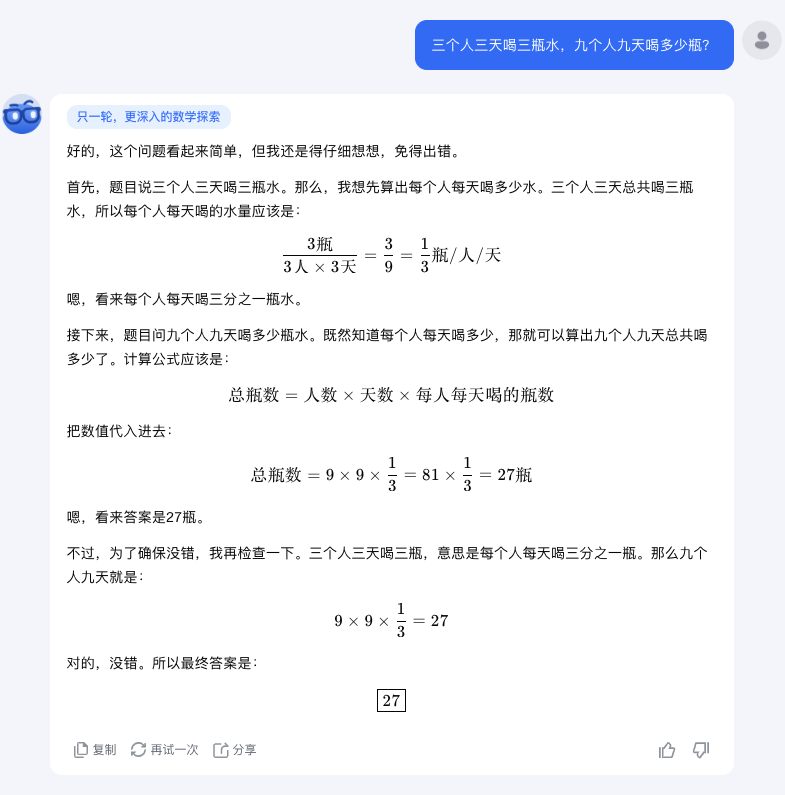 三个人三天喝三瓶水，九个人九天喝多少瓶？
只一轮，更深入的数学探索
好的，这个问题看起来简单，但我还是得仔细想想，免得出错。
首先，题目说三个人三天喝三瓶水。那么，我想先算出每个人每天喝多少水。三个人三天总共喝三瓶
水，所以每个人每天喝的水量应该是：
3瓶
3人 × 3天
= 3/9 = 1/3 瓶/人/天
嗯，看来每个人每天喝三分之一瓶水。
接下来，题目问九个人九天喝多少瓶水。既然知道每个人每天喝多少，那就可以算出九个人九天总共喝
多少了。计算公式应该是：
总瓶数 = 人数 × 天数 × 每人每天喝的瓶数
把数值代入进去：
总瓶数 = 9 × 9 × 1/3 = 81 × 1/3 = 27瓶
嗯，看来答案是27瓶。
不过，为了确保没错，我再检查一下。三个人三天喝三瓶，意思是每个人每天喝三分之一瓶。那么九个
人九天就是：
9 × 9 × 1/3 = 27
对的，没错。所以最终答案是：
27
复制 再试一次 分享